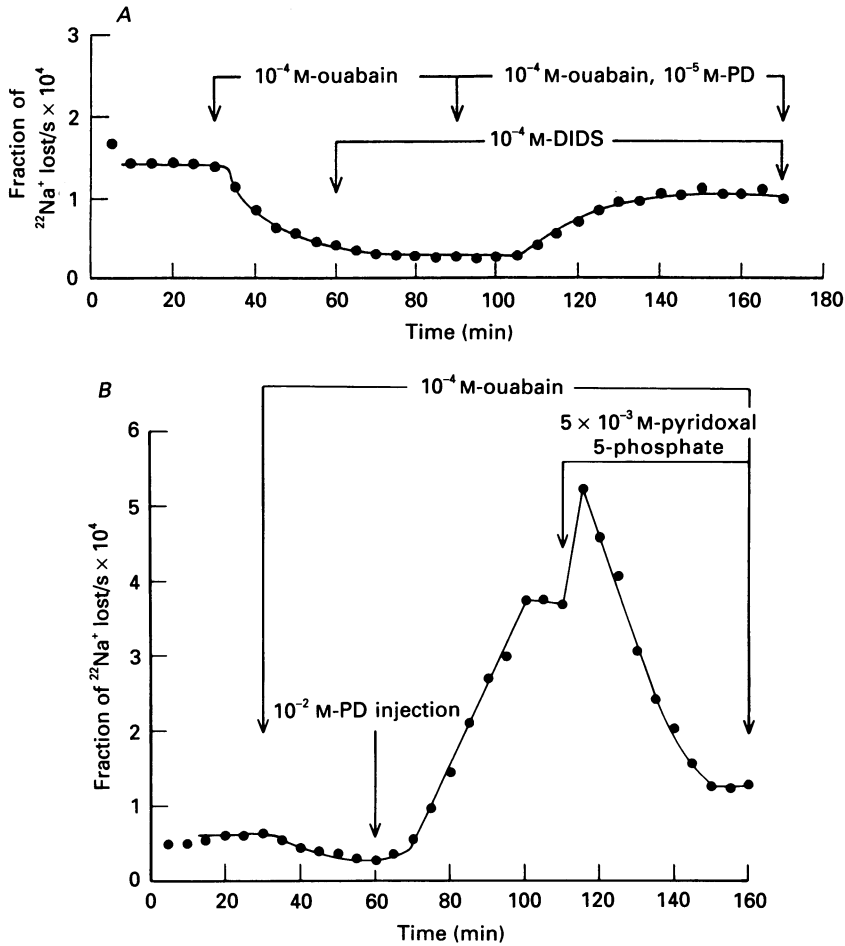 A
Fraction of
²²Na⁺ lost/s × 10⁴
3
2
1
0
10⁻⁴ M-ouabain
10⁻⁴ M-ouabain, 10⁻⁵ M-PD
10⁻⁴ M-DIDS
0 20 40 60 80 100 120 140 160 180
Time (min)
B
Fraction of ²²Na⁺ lost/s × 10⁴
6
5
4
3
2
1
0
10⁻⁴ M-ouabain
5 × 10⁻³ M-pyridoxal
5-phosphate
10⁻² M-PD injection
0 20 40 60 80 100 120 140 160
Time (min)